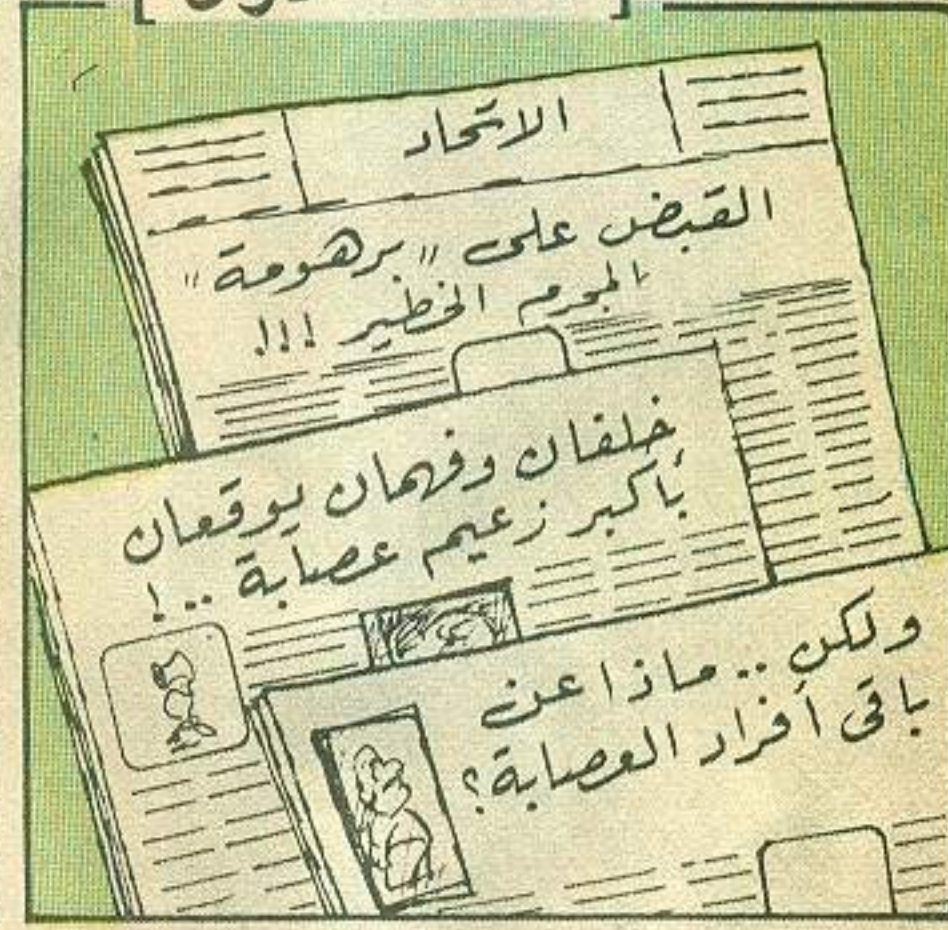 الاتحاد
القبض على "برهومة"
المجرم الخطير !!!
خلفان وفهمان يوقعان
بأكبر زعيم عصابة ..!
ولكن .. ماذا عن
باقى أفراد العصابة؟